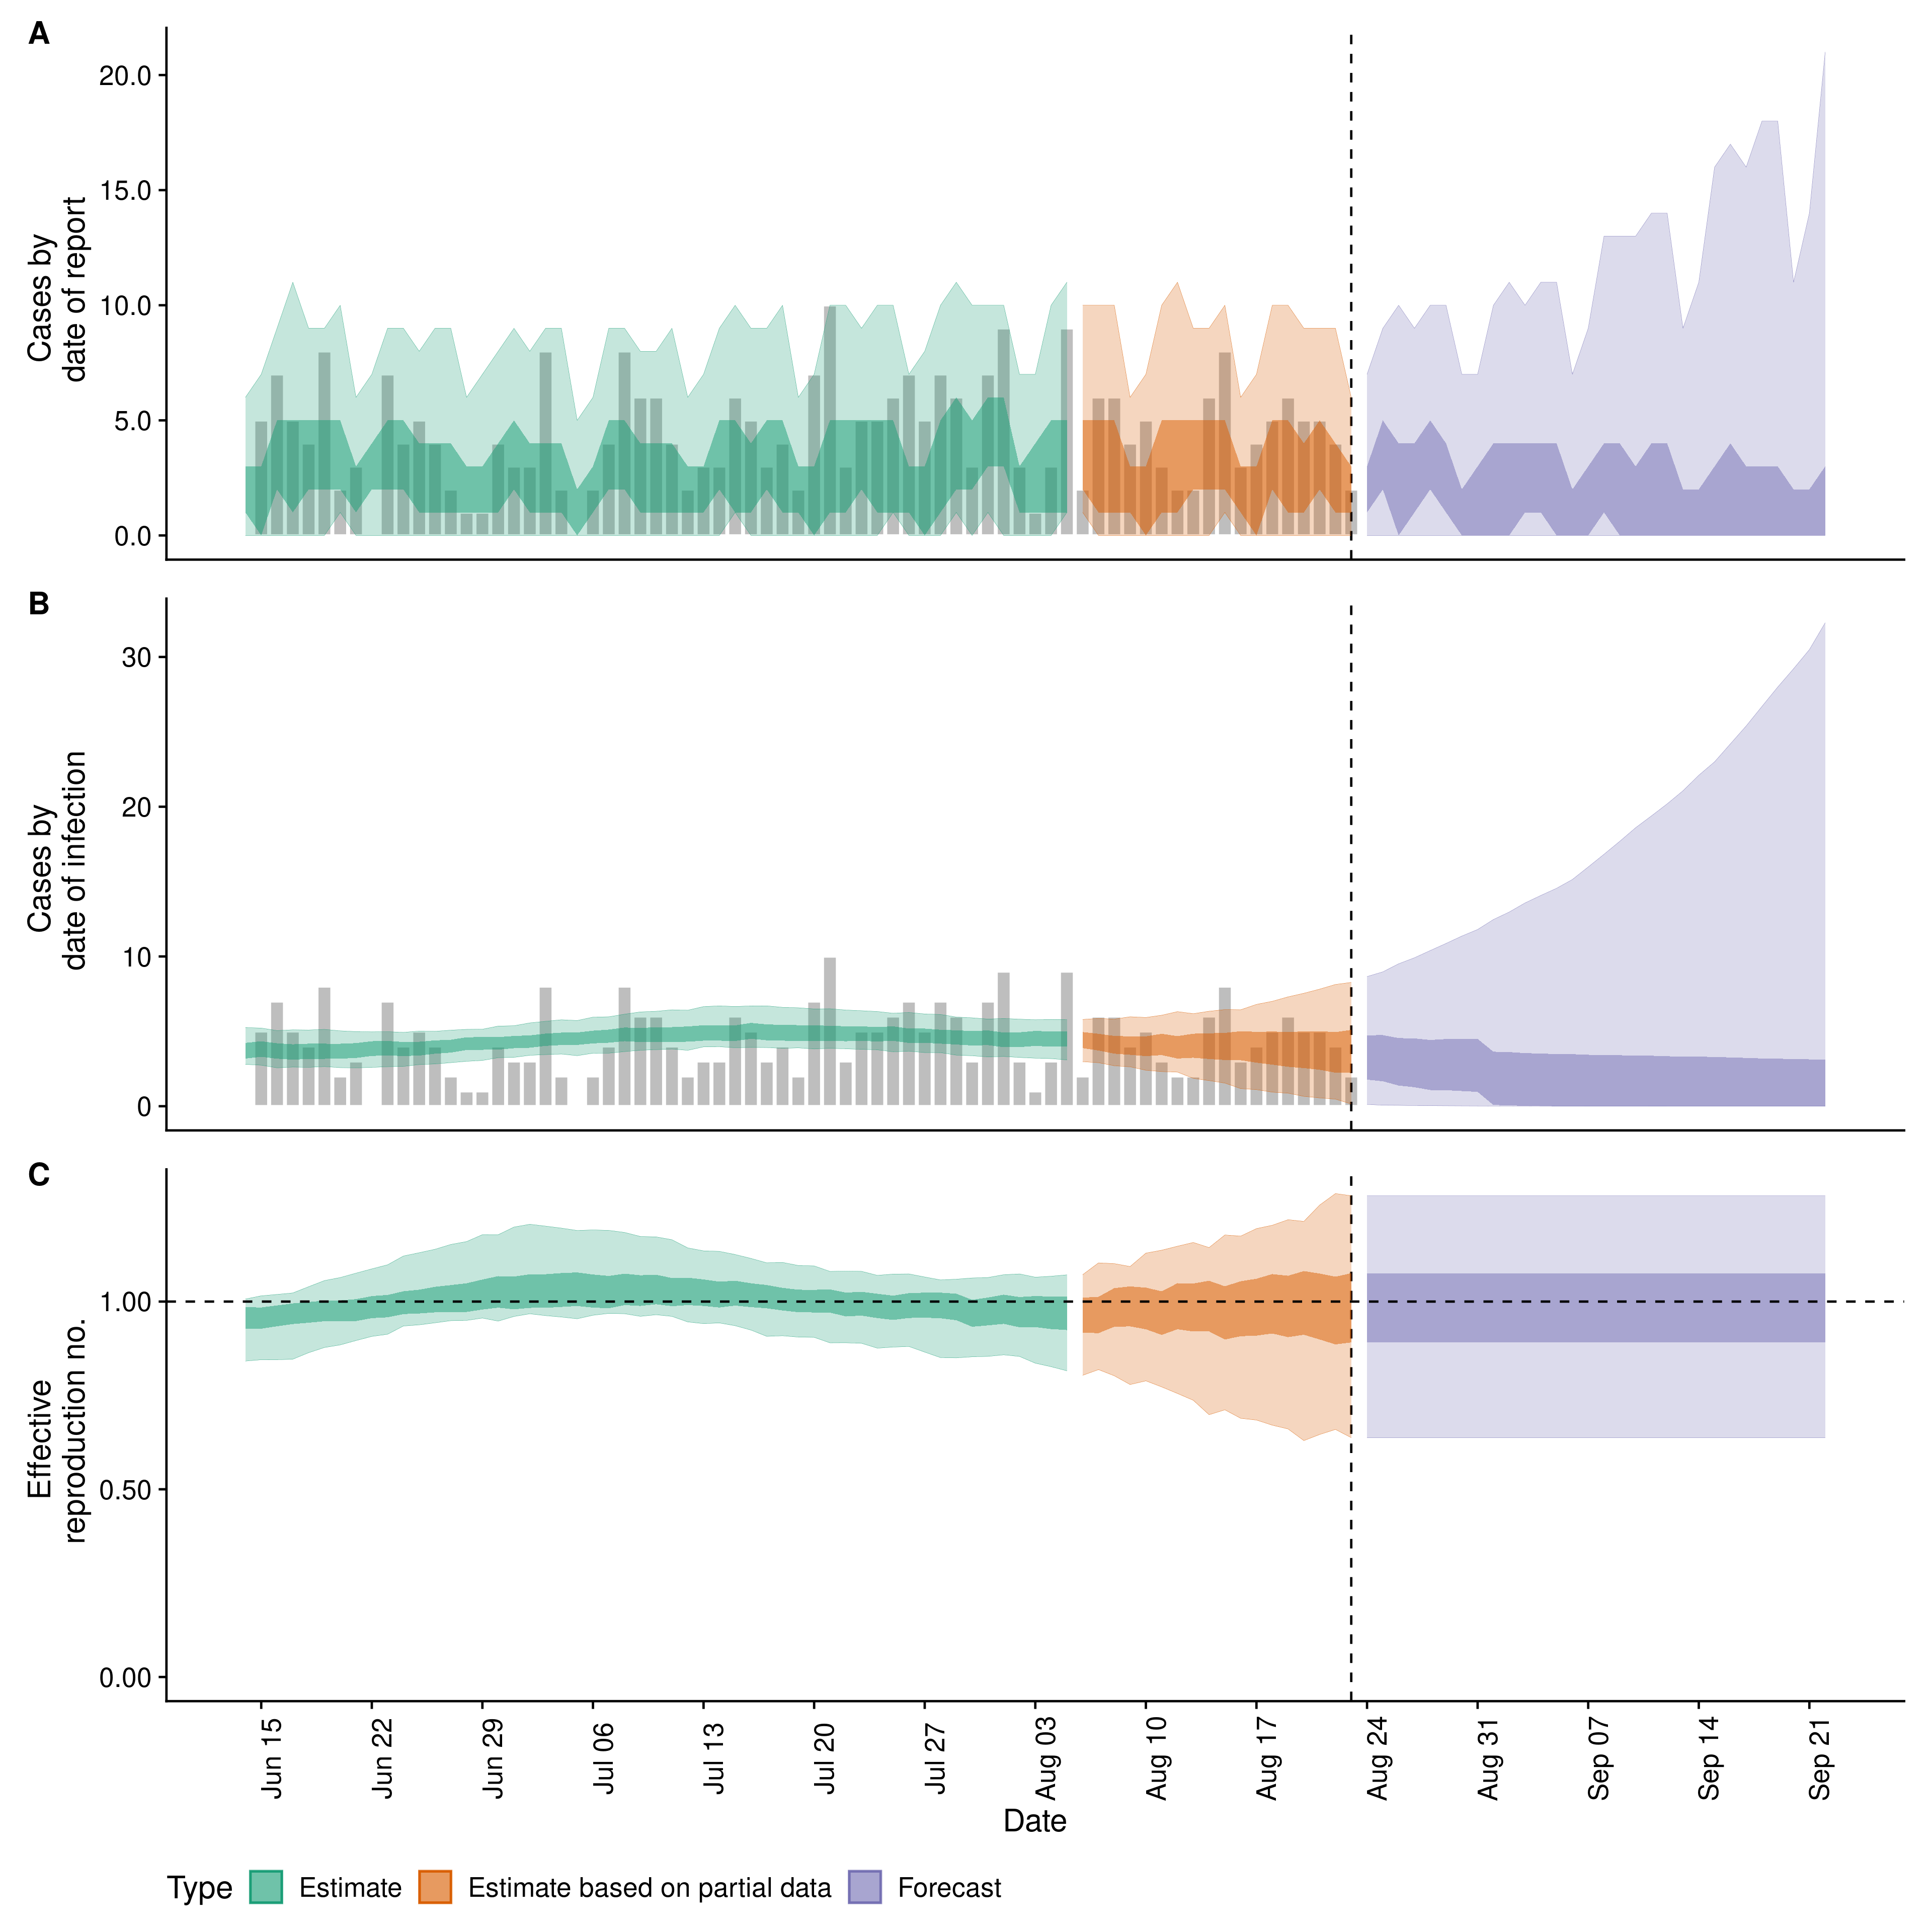 A
Cases by
date of report
20.0
15.0
10.0
5.0
0.0
B
Cases by
date of infection
30
20
10
0
C
Effective
reproduction no.
1.00
0.50
0.00
Jun 15
Jun 22
Jun 29
Jul 06
Jul 13
Jul 20
Jul 27
Aug 03
Aug 10
Aug 17
Aug 24
Aug 31
Sep 07
Sep 14
Sep 21
Date
Type Estimate Estimate based on partial data Forecast